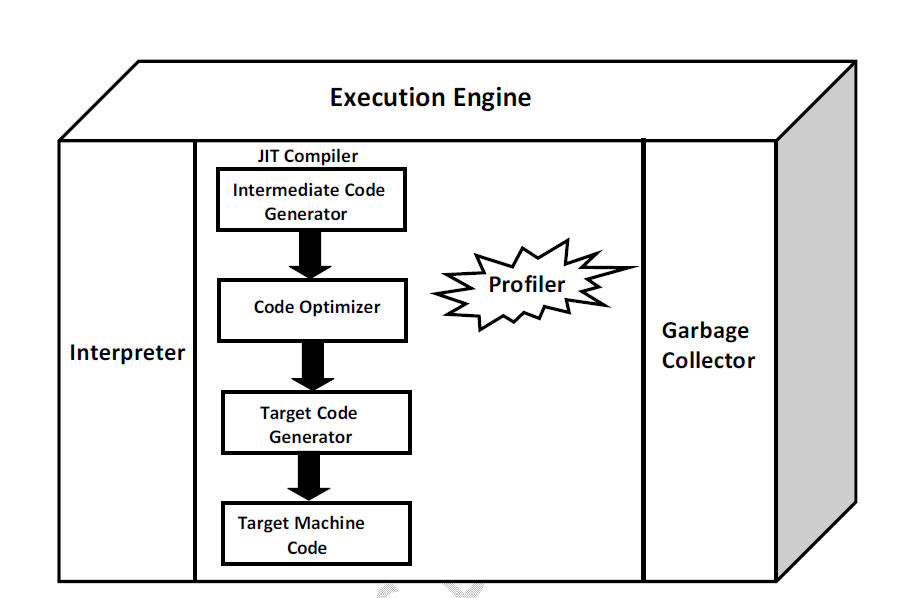 Execution Engine
JIT Compiler
Intermediate Code
Generator
Code Optimizer
Profiler
Interpreter
Garbage
Collector
Target Code
Generator
Target Machine
Code